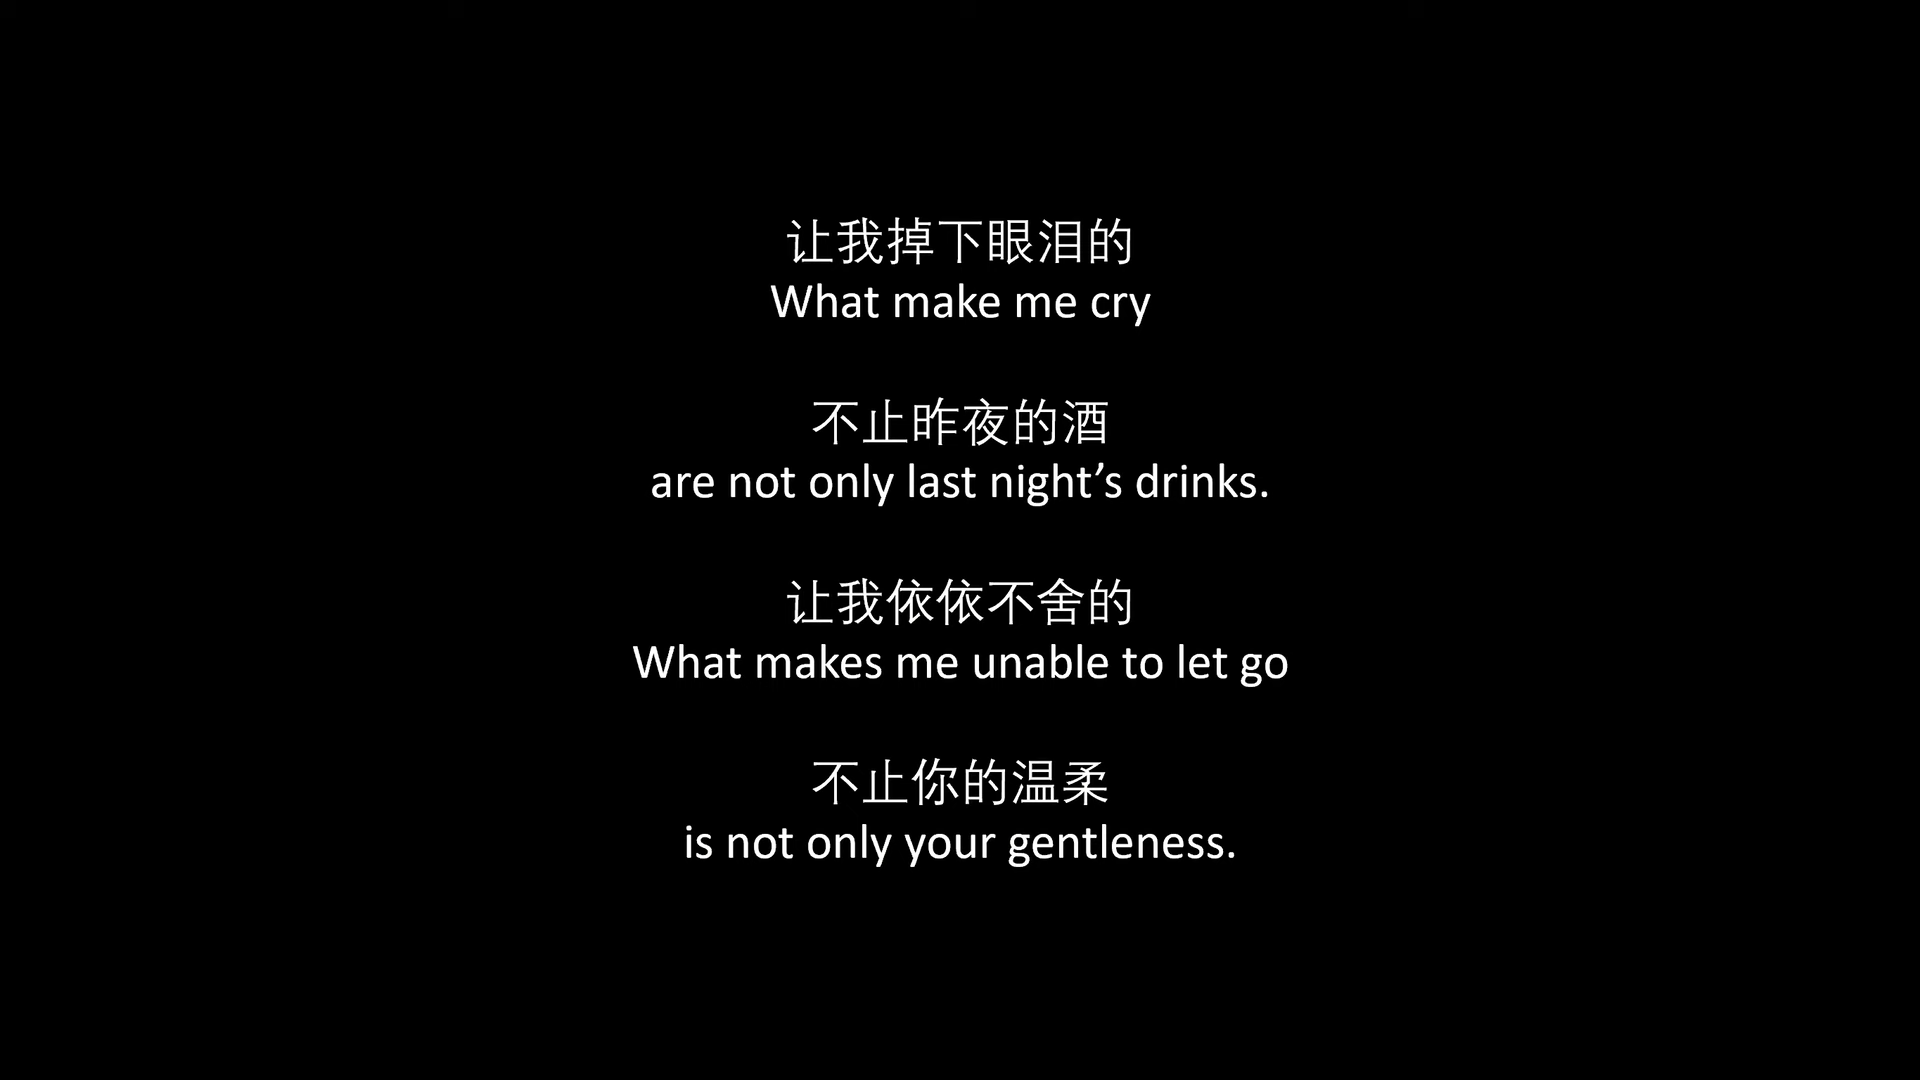 让我掉下眼泪的
What make me cry
不止昨夜的酒
are not only last night’s drinks.
让我依依不舍的
What makes me unable to let go
不止你的温柔
is not only your gentleness.